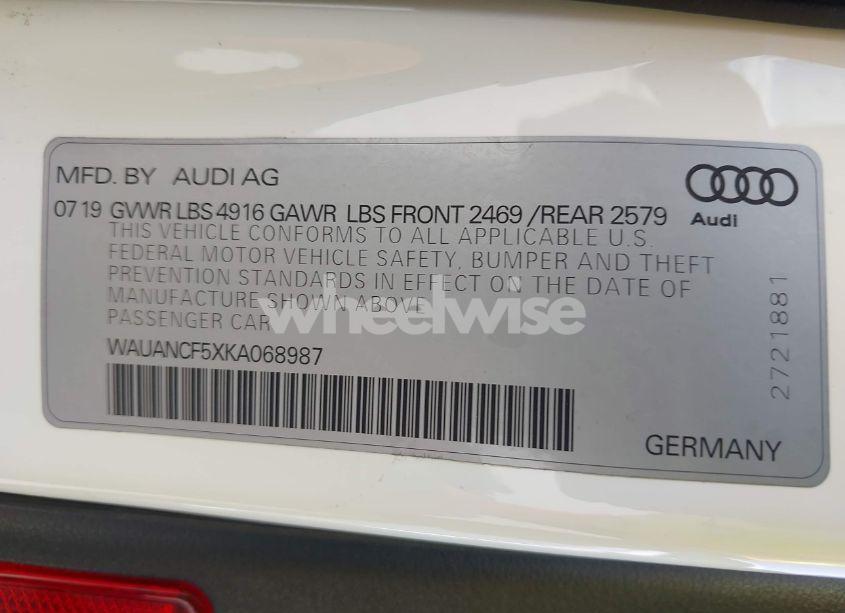 MFD. BY AUDI AG
07 19 GVWR LBS 4916 GAWR LBS FRONT 2469 /REAR 2579
Audi
THIS VEHICLE CONFORMS TO ALL APPLICABLE U.S.
FEDERAL MOTOR VEHICLE SAFETY, BUMPER AND THEFT
PREVENTION STANDARDS IN EFFECT ON THE DATE OF
MANUFACTURE SHOWN ABOVE
PASSENGER CAR
wheelwise
WAUANCF5XKA068987
2721881
GERMANY